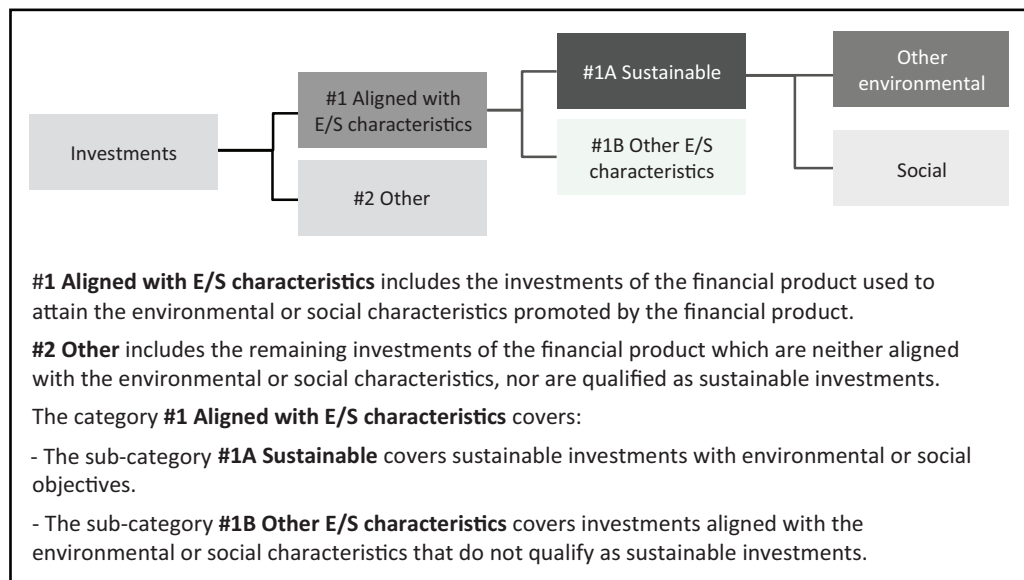 Investments
#1 Aligned with
E/S characteristics
#2 Other
#1A Sustainable
#1B Other E/S
characteristics
Other
environmental
Social
#1 Aligned with E/S characteristics includes the investments of the financial product used to
attain the environmental or social characteristics promoted by the financial product.
#2 Other includes the remaining investments of the financial product which are neither aligned
with the environmental or social characteristics, nor are qualified as sustainable investments.
The category #1 Aligned with E/S characteristics covers:
- The sub-category #1A Sustainable covers sustainable investments with environmental or social
objectives.
- The sub-category #1B Other E/S characteristics covers investments aligned with the
environmental or social characteristics that do not qualify as sustainable investments.